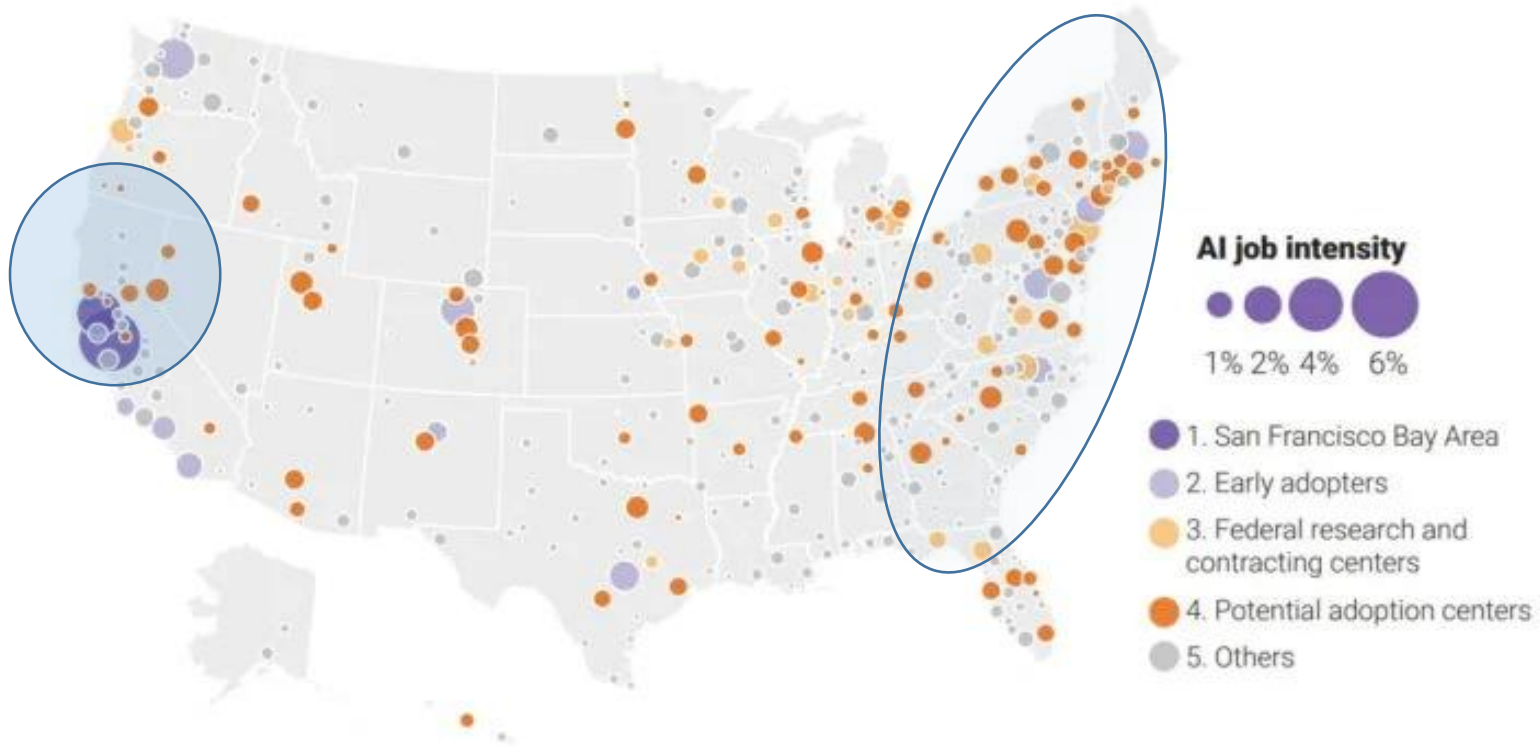 AI job intensity
1% 2% 4% 6%
1. San Francisco Bay Area
2. Early adopters
3. Federal research and
contracting centers
4. Potential adoption centers
5. Others